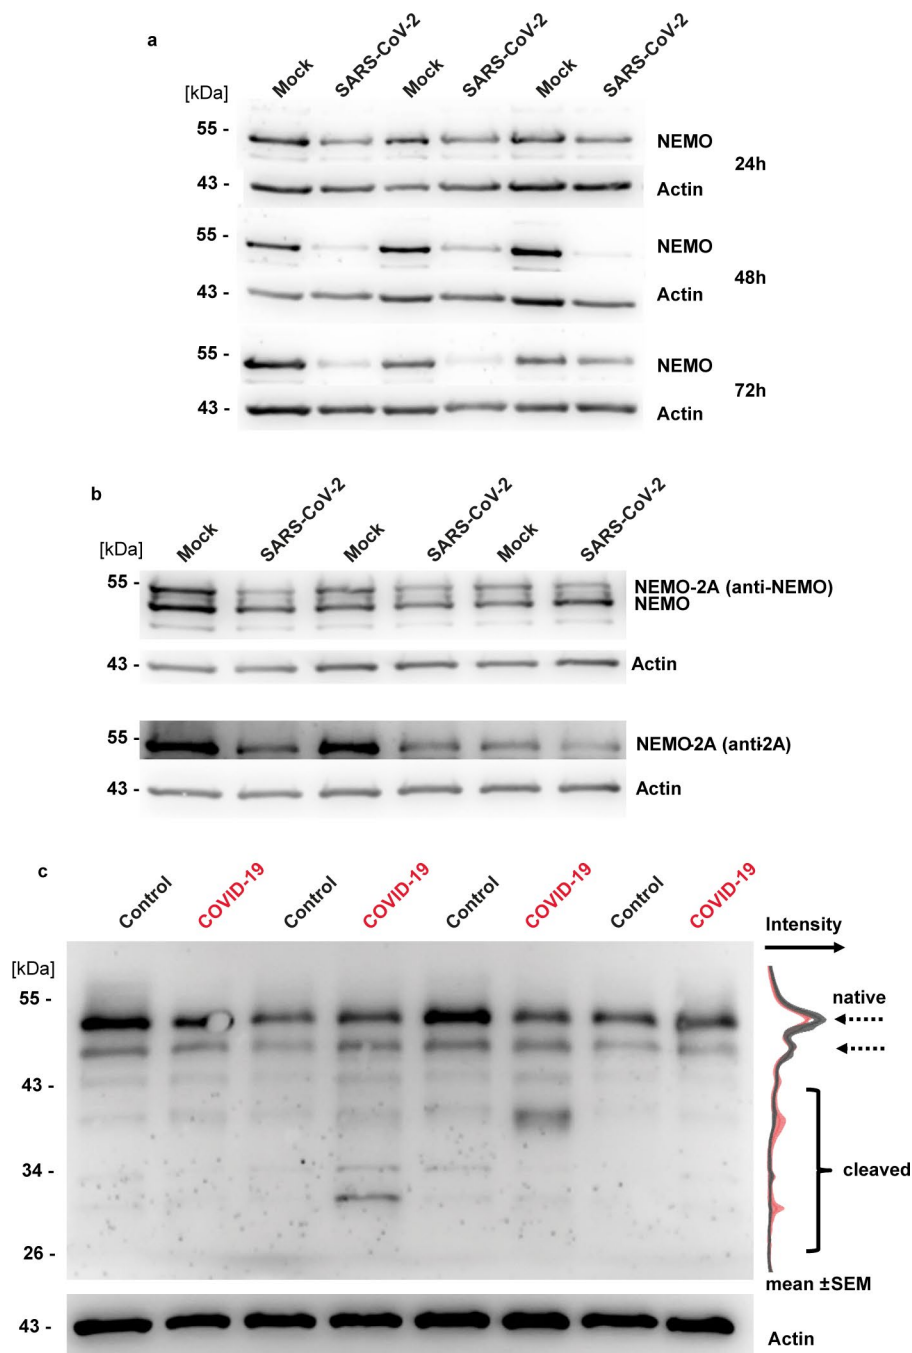 a
Mock SARS-CoV-2 Mock SARS-CoV-2 Mock SARS-CoV-2
[kDa]
55 - NEMO
24h
43 - Actin
55 - NEMO
48h
43 - Actin
55 - NEMO
72h
43 - Actin
b
Mock SARS-CoV-2 Mock SARS-CoV-2 Mock SARS-CoV-2
[kDa]
55 - NEMO-2A (anti-NEMO)
NEMO
43 - Actin
55 - NEMO-2A (anti-2A)
43 - Actin
c
Control COVID-19 Control COVID-19 Control COVID-19 Control COVID-19
Intensity
[kDa]
55 -
native
43 -
cleaved
34 -
26 -
mean ±SEM
43 - Actin